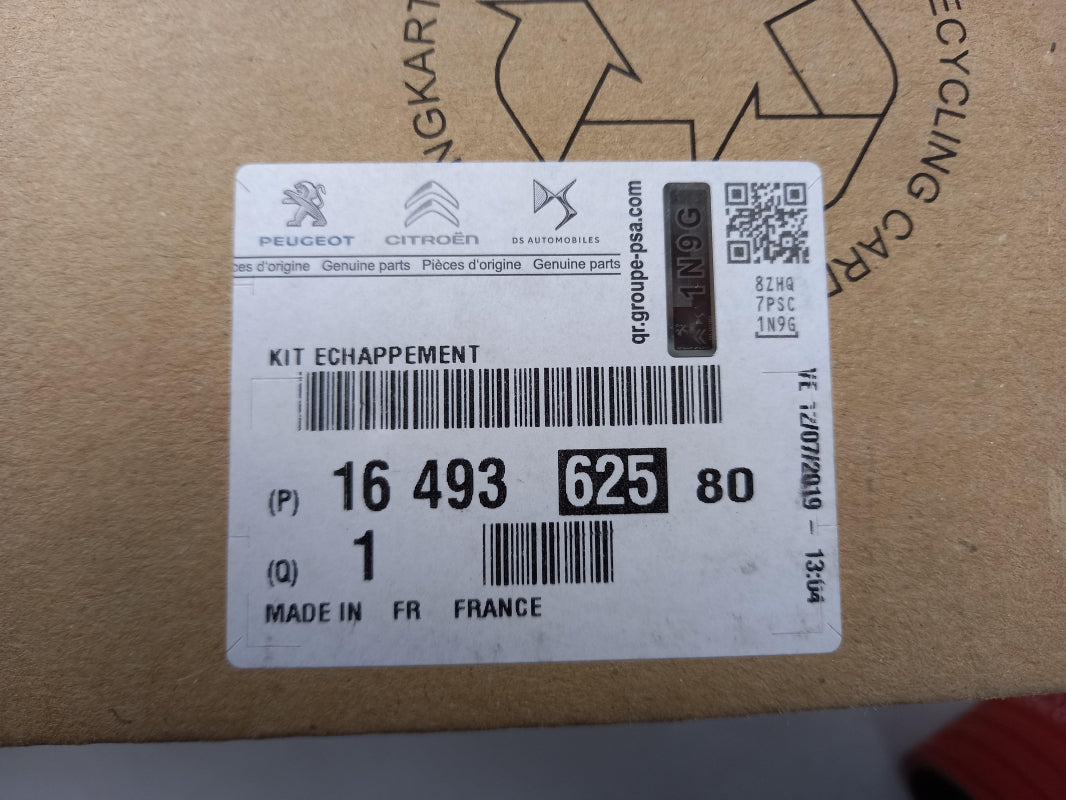 NGKART
ECYCLING CAR
PEUGEOT
CITROËN
DS AUTOMOBILES
ces d'origine Genuine parts Pièces d'origine Genuine parts
qr.groupe-psa.com
1N9G
8ZHQ
7PSC
1N9G
KIT ECHAPPEMENT
(P) 16 493 625 80
(Q) 1
MADE IN FR FRANCE
VE 12/07/2019 - 13:04